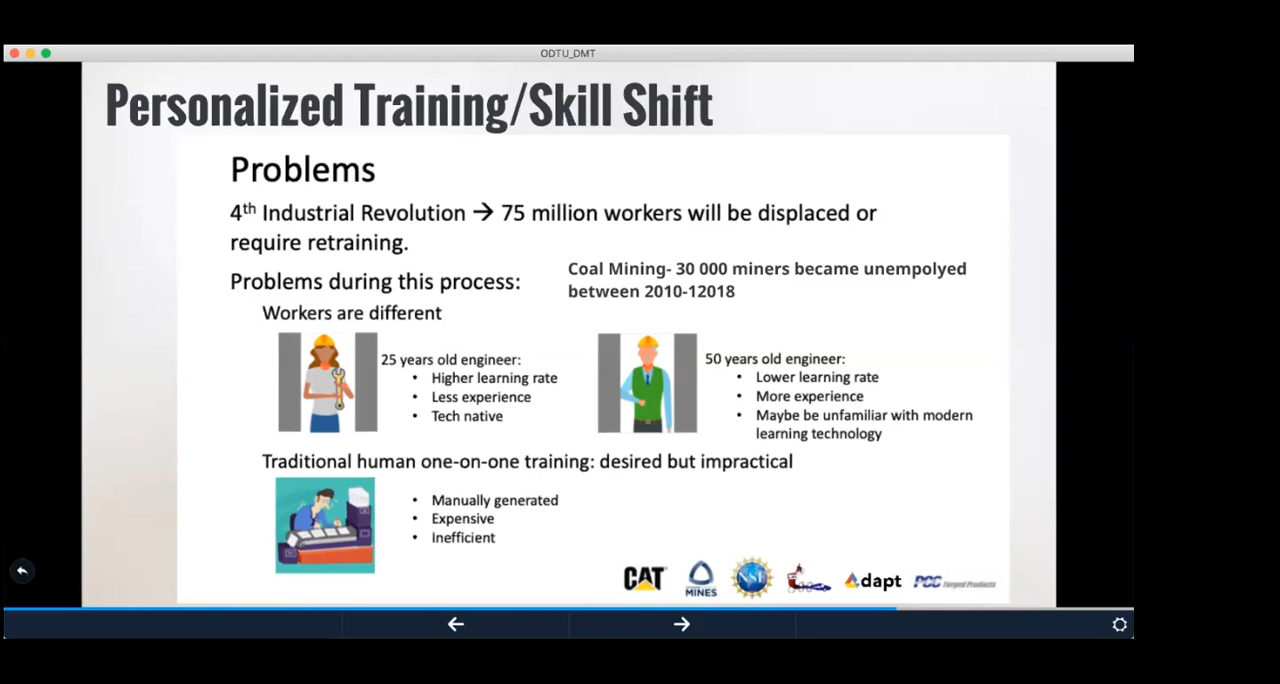 ODTU_DMT
Personalized Training/Skill Shift
Problems
4th Industrial Revolution → 75 million workers will be displaced or
require retraining.
Problems during this process:
Coal Mining- 30 000 miners became unempolyed
between 2010-12018
Workers are different
25 years old engineer:
• Higher learning rate
• Less experience
• Tech native
50 years old engineer:
• Lower learning rate
• More experience
• Maybe be unfamiliar with modern
learning technology
Traditional human one-on-one training: desired but impractical
• Manually generated
• Expensive
• Inefficient
CAT
MINES
NSF
Adapt
PCC Forged Products